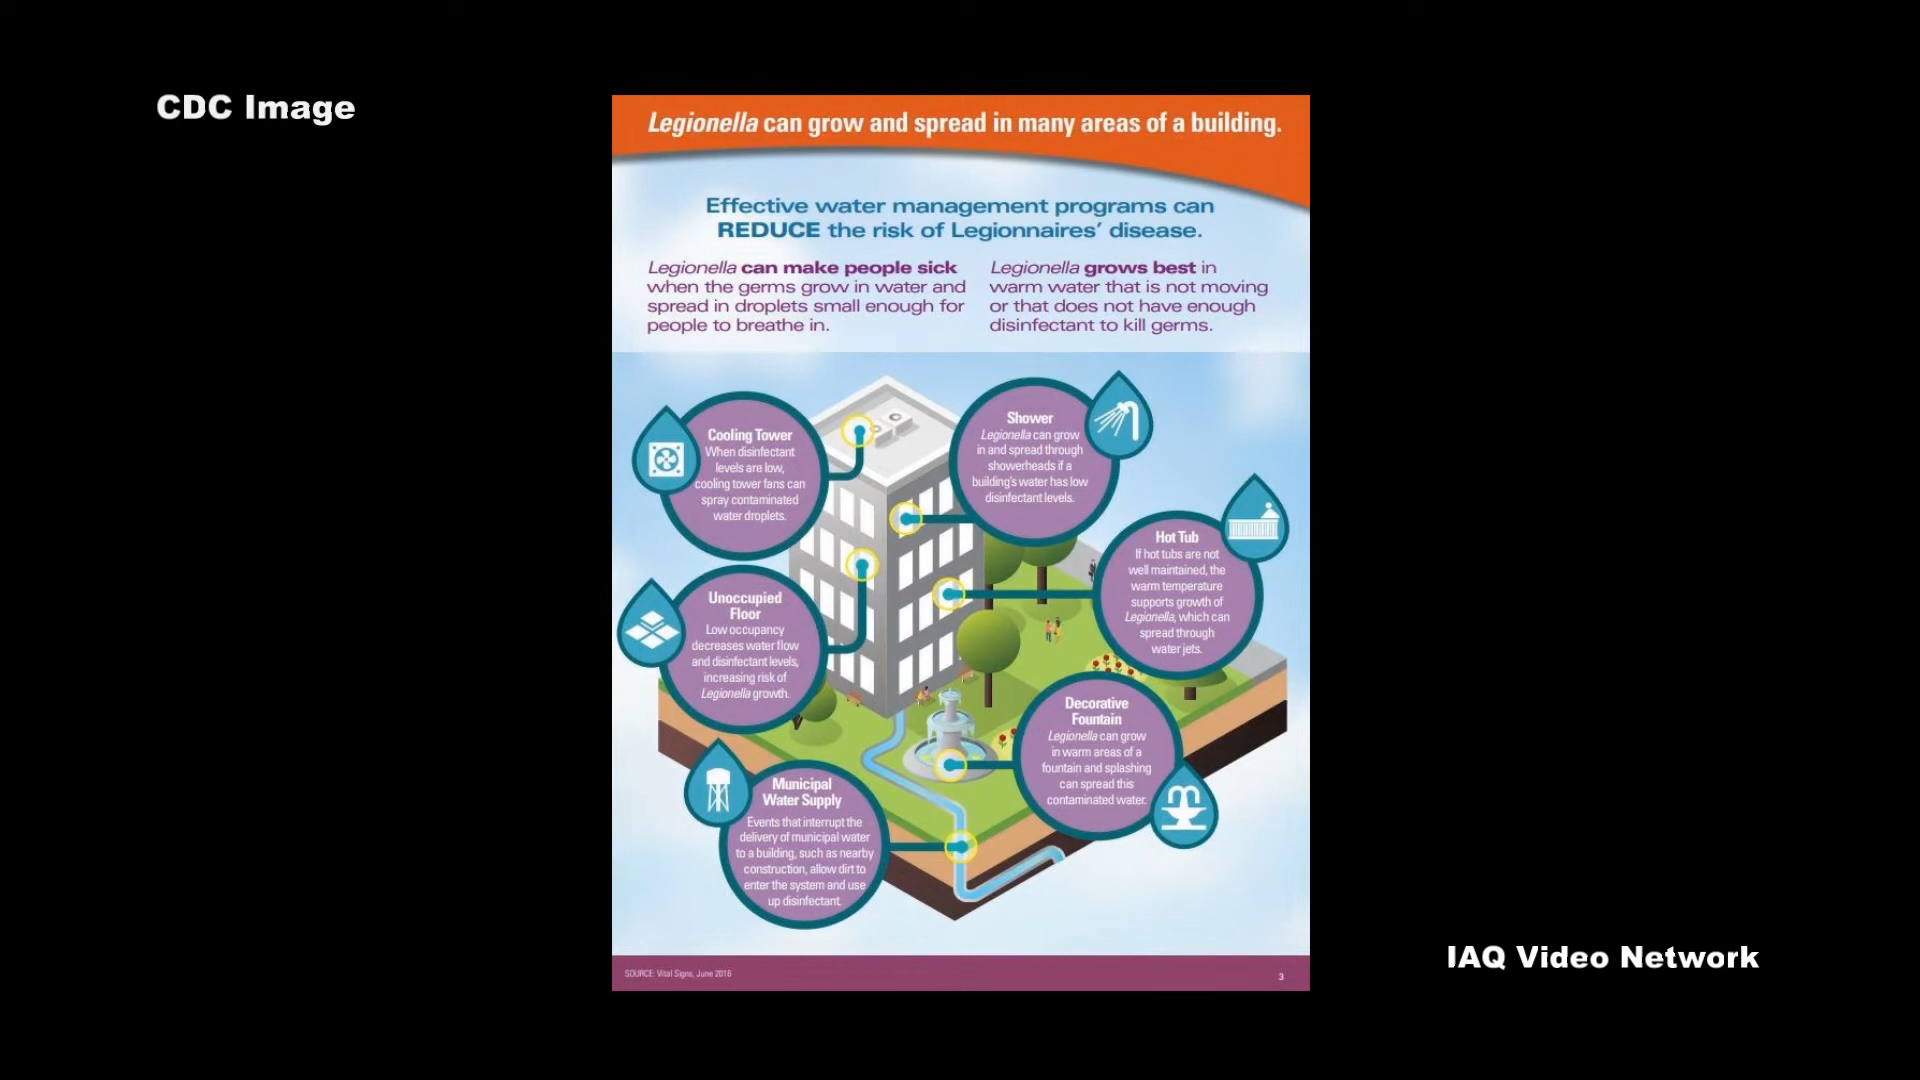 CDC Image
Legionella can grow and spread in many areas of a building.
Effective water management programs can
REDUCE the risk of Legionnaires' disease.
Legionella can make people sick
when the germs grow in water and
spread in droplets small enough for
people to breathe in.
Legionella grows best in
warm water that is not moving
or that does not have enough
disinfectant to kill germs.
Cooling Tower
When disinfectant
levels are low,
cooling tower fans can
spray contaminated
water droplets.
Shower
Legionella can grow
in and spread through
showerheads if a
building's water has low
disinfectant levels.
Hot Tub
If hot tubs are not
well maintained, the
warm temperature
supports growth of
Legionella, which can
spread through
water jets.
Unoccupied
Floor
Low occupancy
decreases water flow
and disinfectant levels,
increasing risk of
Legionella growth.
Decorative
Fountain
Legionella can grow
in warm areas of a
fountain and splashing
can spread this
contaminated water.
Municipal
Water Supply
Events that interrupt the
delivery of municipal water
to a building, such as nearby
construction, allow dirt to
enter the system and use
up disinfectant.
SOURCE: Vital Signs, June 2016
3
IAQ Video Network